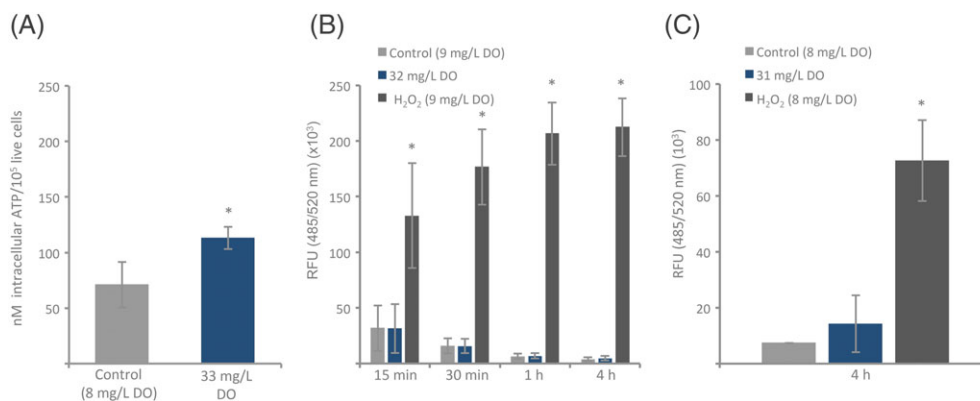 (A)
nM intracellular ATP/10⁵ live cells
250
200
150
100
50
*
Control
(8 mg/L DO)
33 mg/L
DO
(B)
Control (9 mg/L DO)
32 mg/L DO
H₂O₂ (9 mg/L DO)
RFU (485/520 nm) (x10³)
250
200
150
100
50
*
*
*
*
15 min
30 min
1 h
4 h
(C)
Control (8 mg/L DO)
31 mg/L DO
H₂O₂ (8 mg/L DO)
RFU (485/520 nm) (10³)
100
80
60
40
20
*
4 h